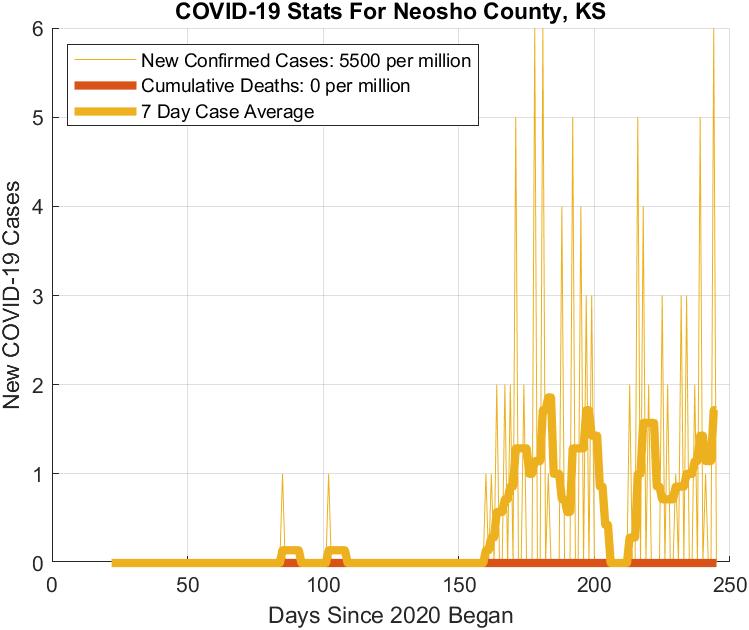 COVID-19 Stats For Neosho County, KS
New Confirmed Cases: 5500 per million
Cumulative Deaths: 0 per million
7 Day Case Average
New COVID-19 Cases
6
5
4
3
2
1
0
0 50 100 150 200 250
Days Since 2020 Began